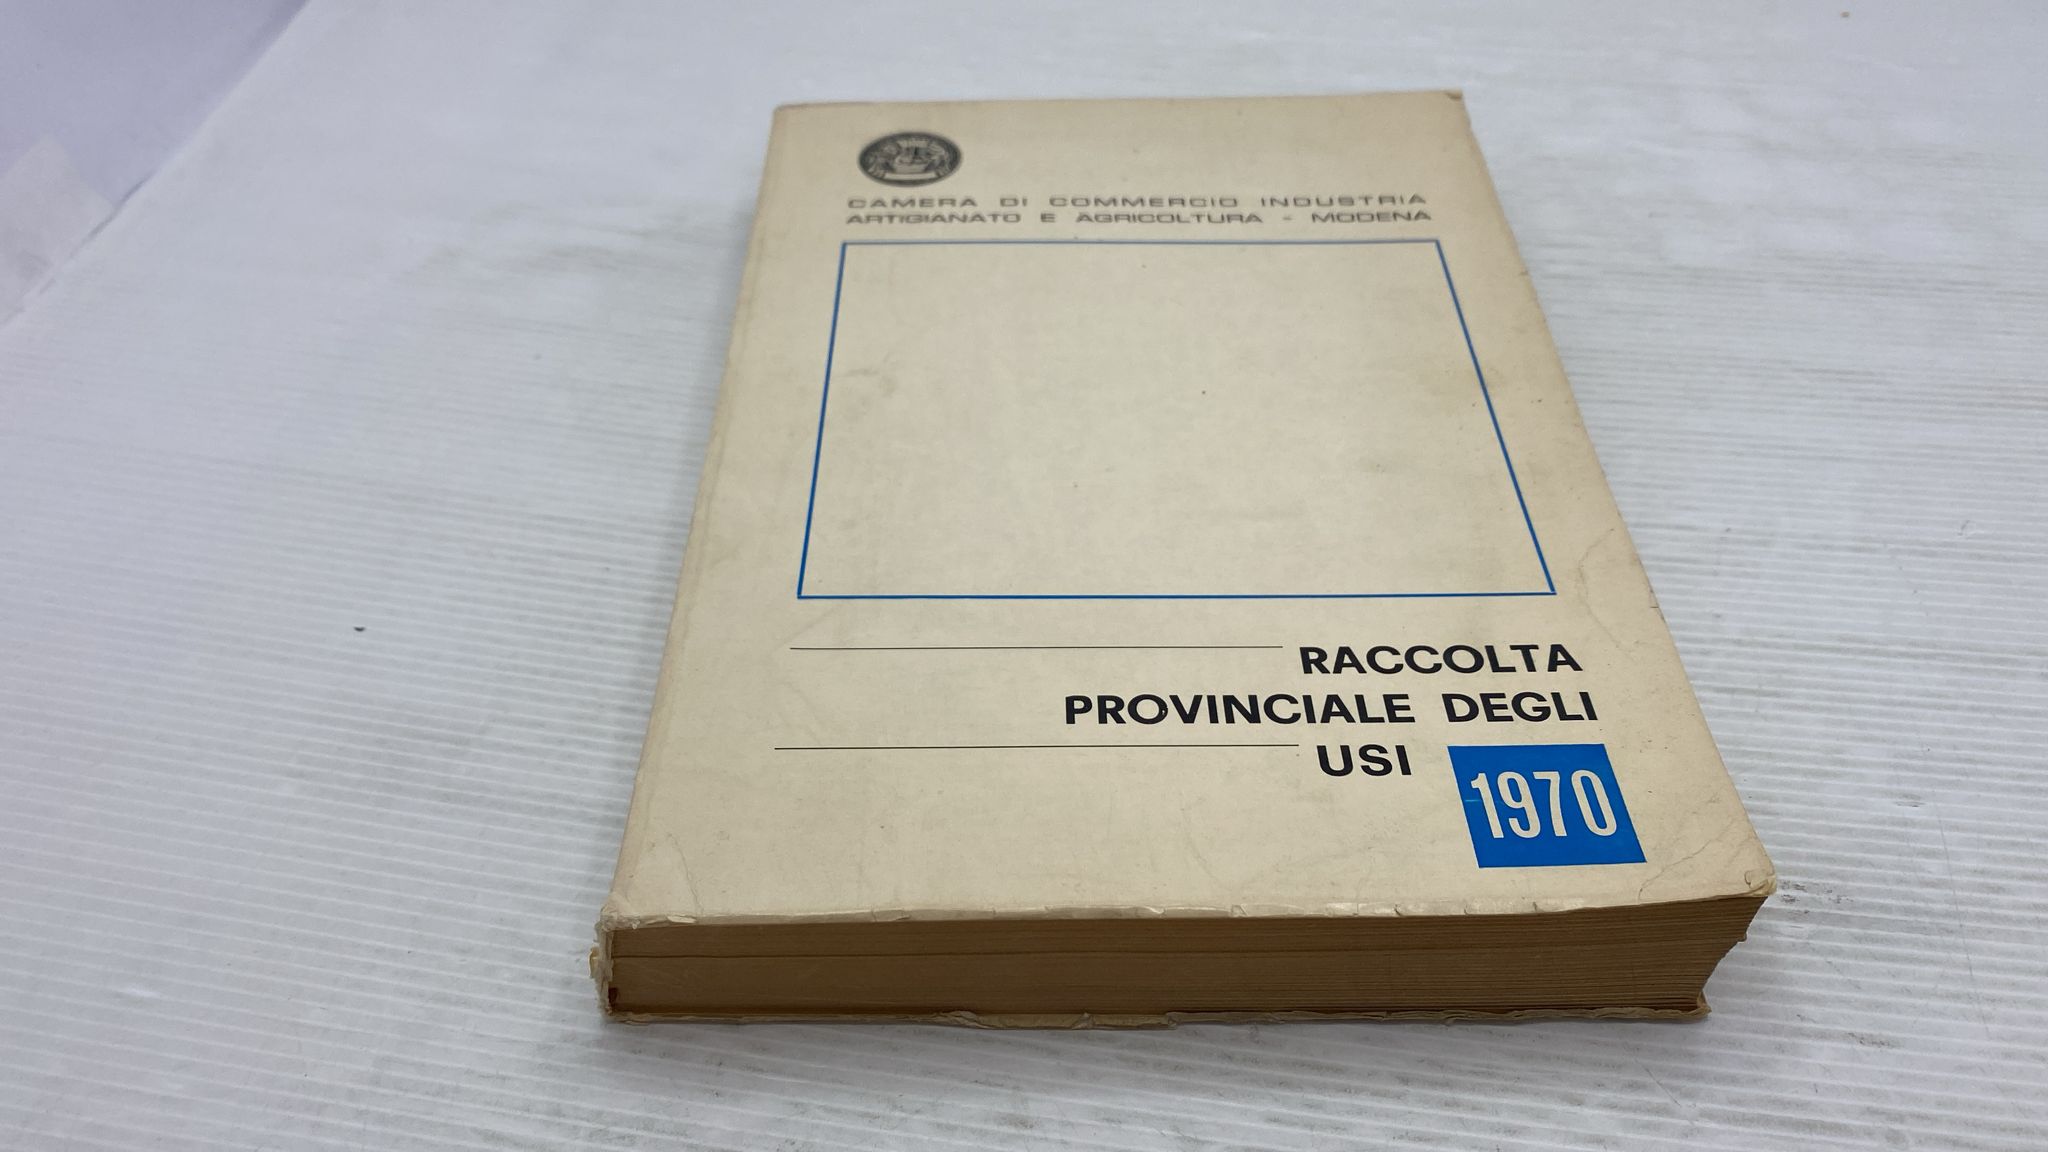 CAMERA DI COMMERCIO INDUSTRIA
ARTIGIANATO E AGRICOLTURA - MODENA
RACCOLTA
PROVINCIALE DEGLI
USI
1970